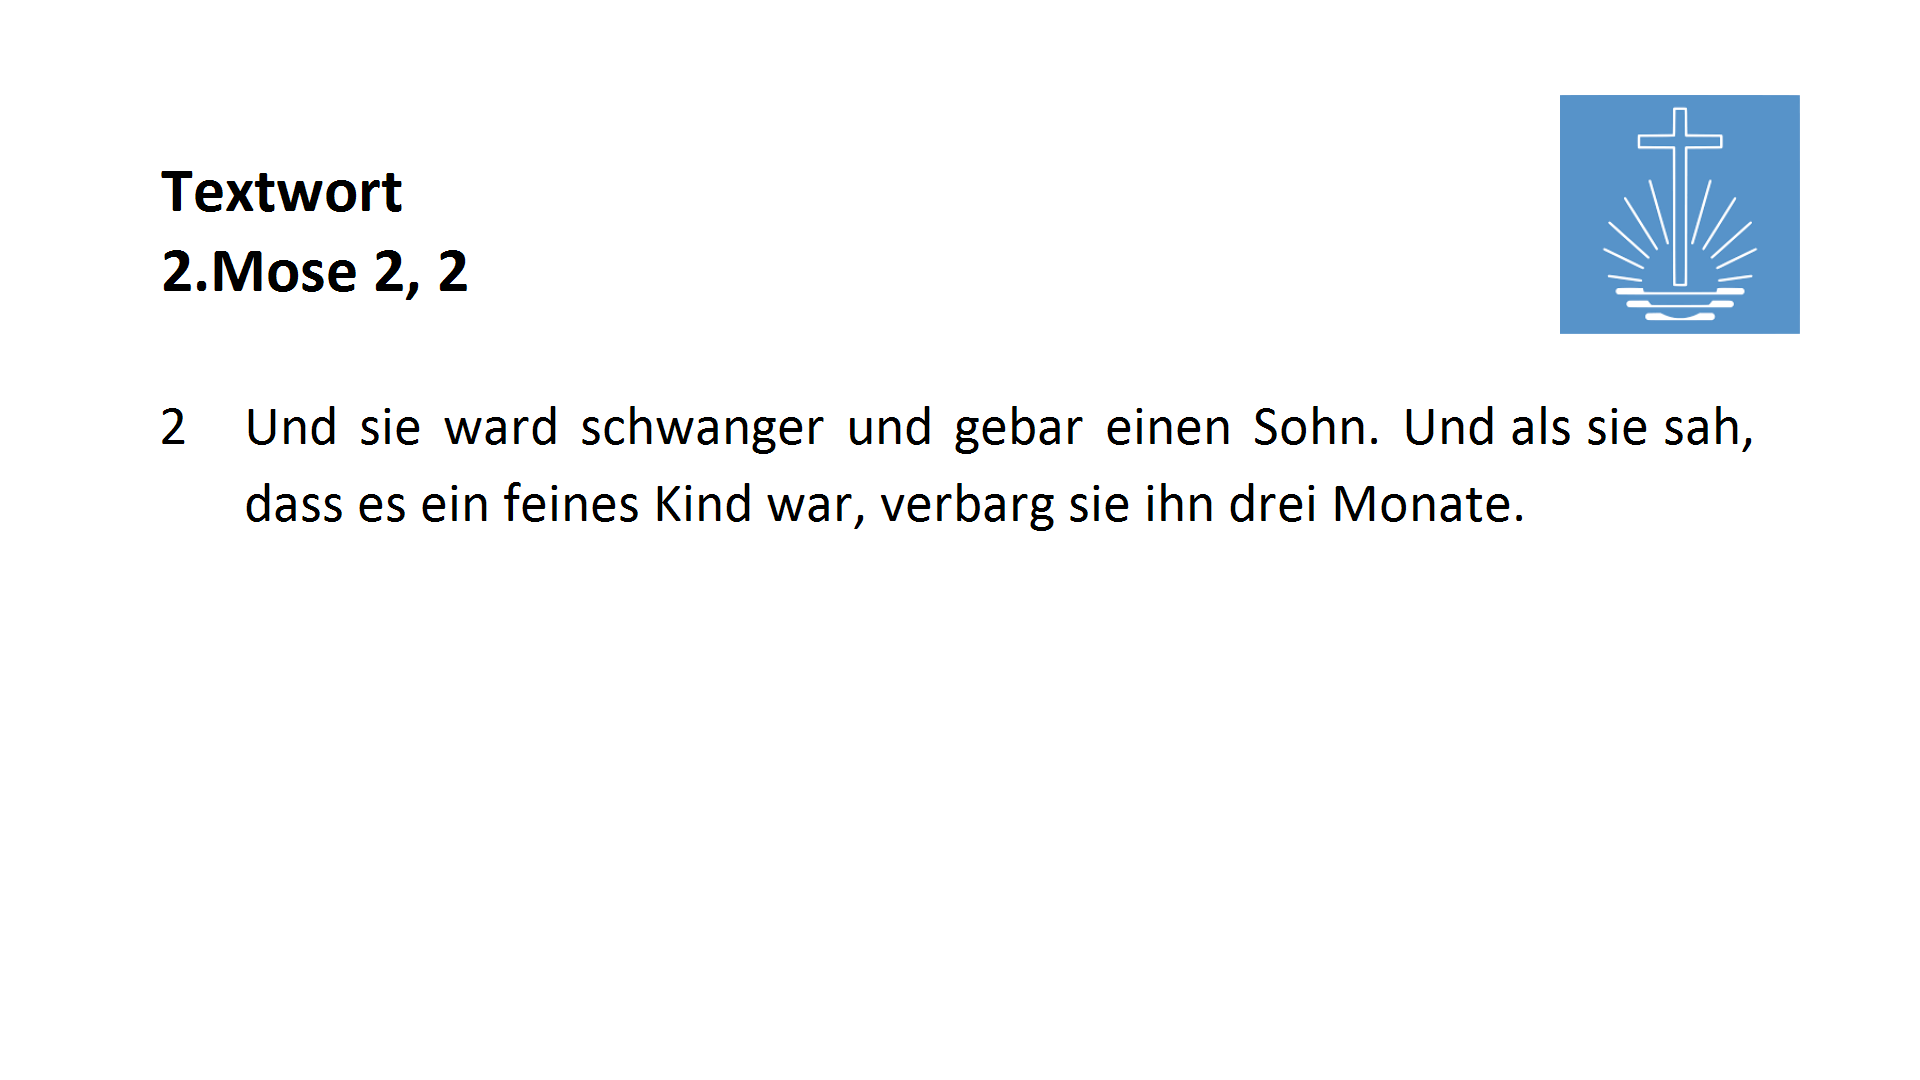 Textwort
2.Mose 2, 2
2 Und sie ward schwanger und gebar einen Sohn. Und als sie sah,
dass es ein feines Kind war, verbarg sie ihn drei Monate.